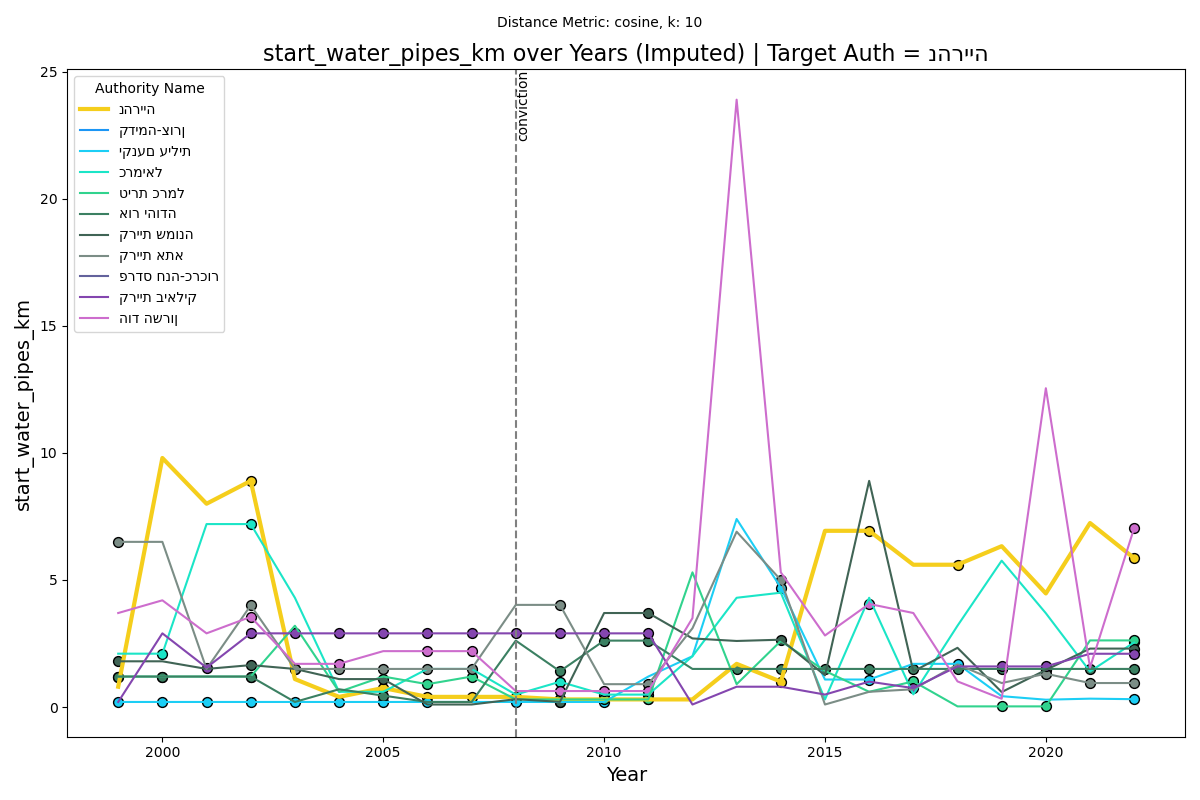 Distance Metric: cosine, k: 10
start_water_pipes_km over Years (Imputed) | Target Auth = נהרייה
25
20
15
10
5
0
start_water_pipes_km
Authority Name
נהרייה
קדימה-צורן
יקנעם עילית
כרמיאל
טירת כרמל
אור יהודה
קריית שמונה
קריית אתא
פרדס חנה-כרכור
קריית ביאליק
הוד השרון
conviction
2000
2005
2010
2015
2020
Year